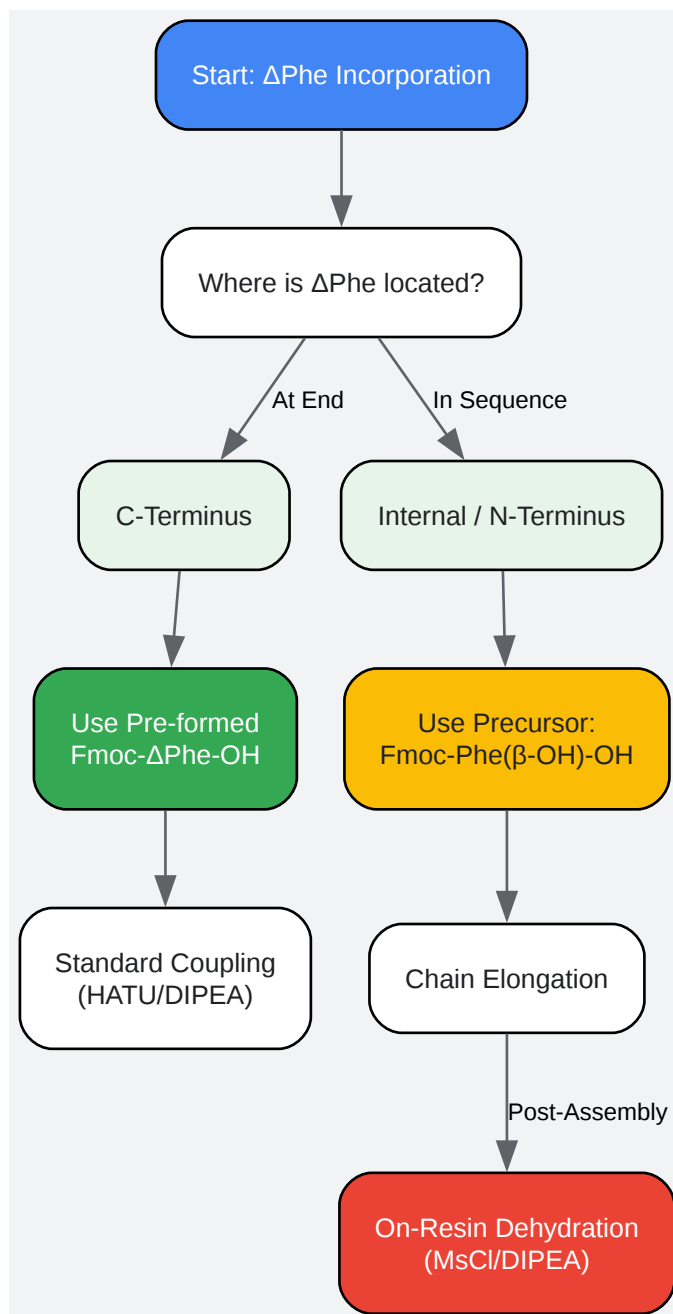 Start: ΔPhe Incorporation
Where is ΔPhe located?
At End
In Sequence
C-Terminus
Internal / N-Terminus
Use Pre-formed
Fmoc-ΔPhe-OH
Use Precursor:
Fmoc-Phe(β-OH)-OH
Standard Coupling
(HATU/DIPEA)
Chain Elongation
Post-Assembly
On-Resin Dehydration
(MsCl/DIPEA)